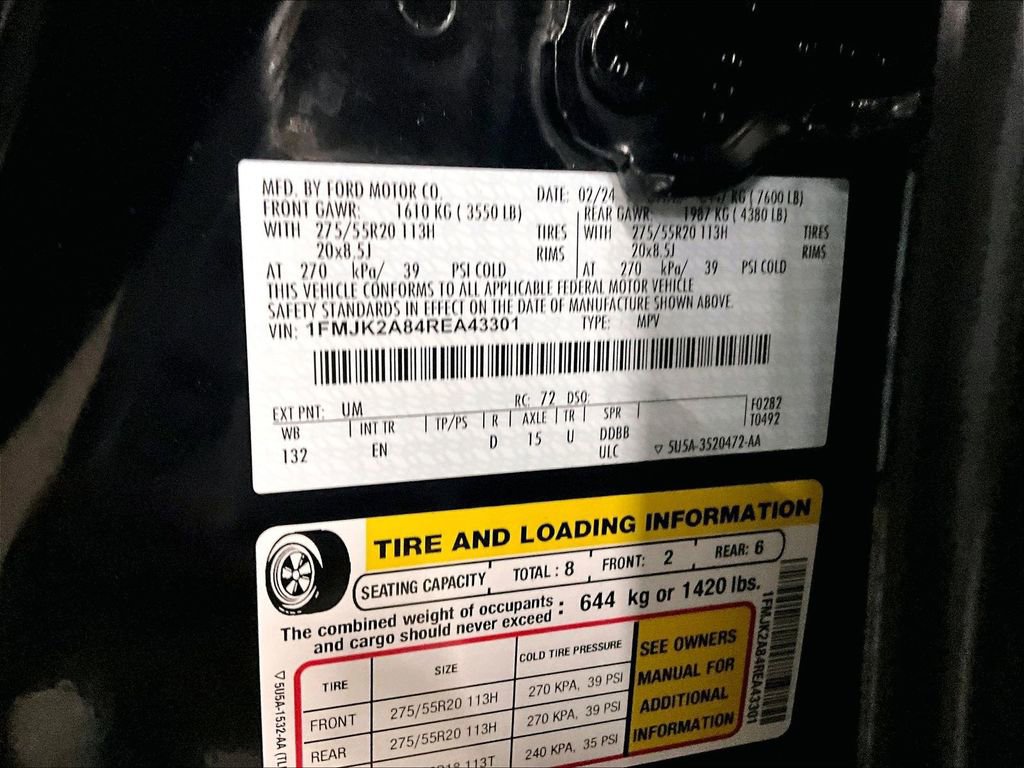 MFD. BY FORD MOTOR CO. DATE: 02/24 KG (7600 LB)
FRONT GAWR: 1610 KG ( 3550 LB) REAR GAWR: 1987 KG ( 4380 LB)
WITH 275/55R20 113H TIRES WITH 275/55R20 113H TIRES
20x8.5J RIMS 20x8.5J RIMS
AT 270 kPa/ 39 PSI COLD AT 270 kPa/ 39 PSI COLD
THIS VEHICLE CONFORMS TO ALL APPLICABLE FEDERAL MOTOR VEHICLE
SAFETY STANDARDS IN EFFECT ON THE DATE OF MANUFACTURE SHOWN ABOVE.
VIN: 1FMJK2A84REA43301 TYPE: MPV
EXT PNT: UM RC: 72 DSO: F0282
T0492
WB INT TR TP/PS R AXLE TR SPR
132 EN D 15 U DDBB
ULC ▽ 5U5A-3520472-AA
TIRE AND LOADING INFORMATION
SEATING CAPACITY TOTAL : 8 FRONT: 2 REAR: 6
The combined weight of occupants
and cargo should never exceed : 644 kg or 1420 lbs.
TIRE SIZE COLD TIRE PRESSURE
FRONT 275/55R20 113H 270 KPA, 39 PSI
REAR 275/55R20 113H 270 KPA, 39 PSI
113T 240 KPA, 35 PSI
SEE OWNERS
MANUAL FOR
ADDITIONAL
INFORMATION
1FMJK2A84REA43301
▽ 5U5A-1532-AA